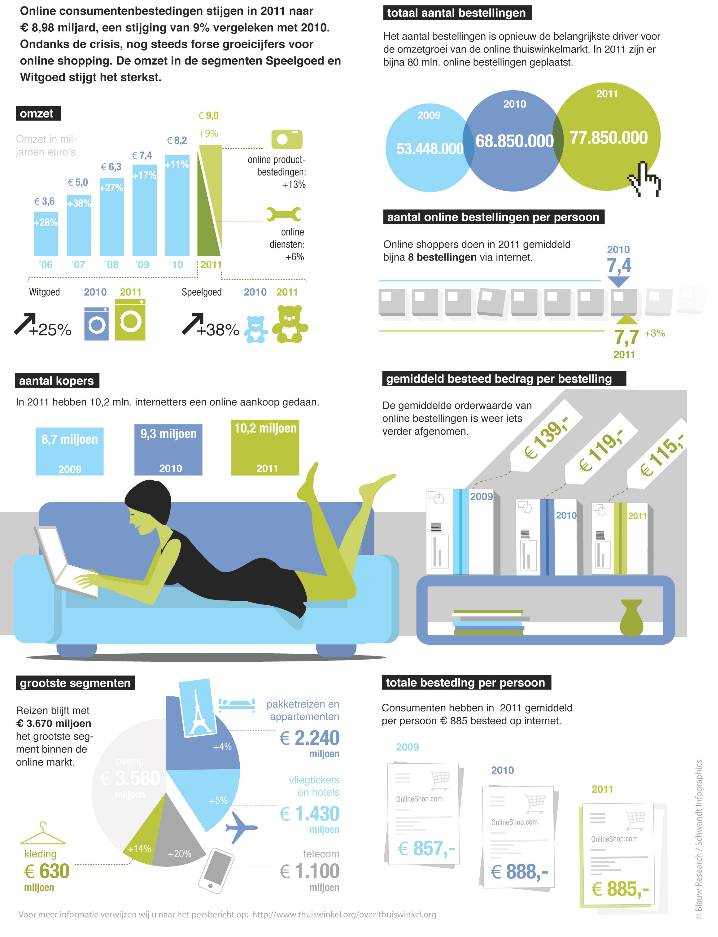 Online consumentenbestedingen stijgen in 2011 naar
€ 8,98 miljard, een stijging van 9% vergeleken met 2010.
Ondanks de crisis, nog steeds forse groeicijfers voor
online shopping. De omzet in de segmenten Speelgoed en
Witgoed stijgt het sterkst.
omzet
Omzet in mil-
jarden euro's
€ 3,6
+28%
'06
€ 5,0
+38%
'07
€ 6,3
+27%
'08
€ 7,4
+17%
'09
€ 8,2
+11%
'10
€ 9,0
+9%
2011
online product-
bestedingen:
+13%
online
diensten:
+6%
Witgoed
2010
2011
+25%
Speelgoed
2010
2011
+38%
totaal aantal bestellingen
Het aantal bestellingen is opnieuw de belangrijkste driver voor
de omzetgroei van de online thuiswinkelmarkt. In 2011 zijn er
bijna 80 mln. online bestellingen geplaatst.
2009
53.448.000
2010
68.850.000
2011
77.850.000
aantal online bestellingen per persoon
Online shoppers doen in 2011 gemiddeld
bijna 8 bestellingen via internet.
2010
7,4
7,7
+3%
2011
aantal kopers
In 2011 hebben 10,2 mln. internetters een online aankoop gedaan.
8,7 miljoen
2009
9,3 miljoen
2010
10,2 miljoen
2011
gemiddeld besteed bedrag per bestelling
De gemiddelde orderwaarde van
online bestellingen is weer iets
verder afgenomen.
€ 139,-
€ 119,-
€ 115,-
2009
2010
2011
grootste segmenten
Reizen blijft met
€ 3.670 miljoen
het grootste seg-
ment binnen de
online markt.
overig
€ 3.580
miljoen
+4%
+5%
+20%
+14%
pakketreizen en
appartementen
€ 2.240
miljoen
vliegtickets
en hotels
€ 1.430
miljoen
telecom
€ 1.100
miljoen
kleding
€ 630
miljoen
totale besteding per persoon
Consumenten hebben in 2011 gemiddeld
per persoon € 885 besteed op internet.
2009
OnlineShop.com
€ 857,-
2010
OnlineShop.com
€ 888,-
2011
OnlineShop.com
€ 885,-
Blauw Research / Schwandt Infographics
Voor meer informatie verwijzen wij u naar het persbericht op: http://www.thuiswinkel.org/over-thuiswinkel.org